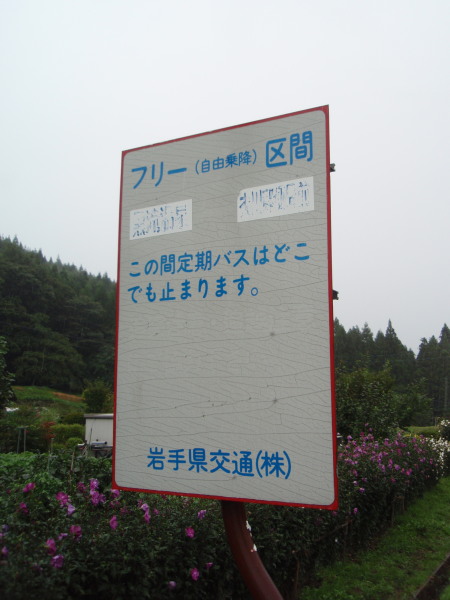 フリー(自由乗降)区間
この間定期バスはどこ
でも止まります。
岩手県交通(株)